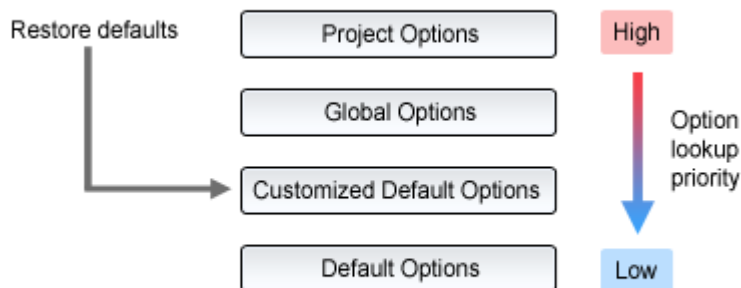 Restore defaults
Project Options
High
Global Options
Option
lookup
priority
Customized Default Options
Default Options
Low